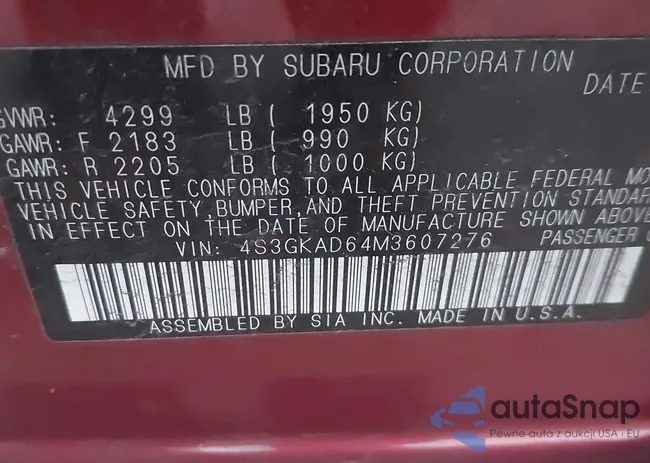 MFD BY SUBARU CORPORATION
DATE
GVWR: 4299 LB ( 1950 KG)
GAWR: F 2183 LB ( 990 KG)
GAWR: R 2205 LB ( 1000 KG)
THIS VEHICLE CONFORMS TO ALL APPLICABLE FEDERAL MO
VEHICLE SAFETY, BUMPER, AND THEFT PREVENTION STANDAR
IN EFFECT ON THE DATE OF MANUFACTURE SHOWN ABOVE
VIN: 4S3GKAD64M3607276 PASSENGER
ASSEMBLED BY SIA INC. MADE IN U.S.A.
autaSnap
Pewne auta z aukcji USA i EU